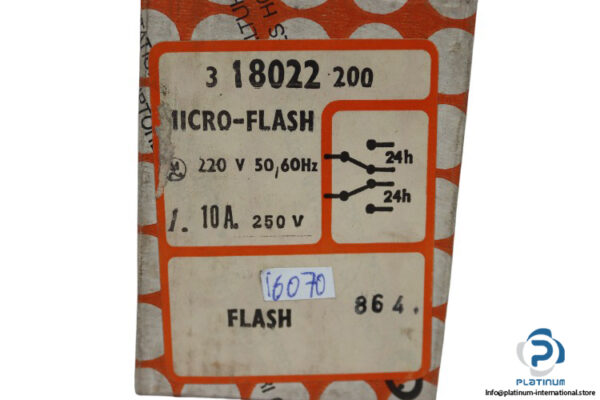 3 18022 200
MICRO-FLASH
220 V 50/60Hz
24h
24h
10A. 250 V
16070
FLASH
864.
PLATINUM
Info@platinum-international.store